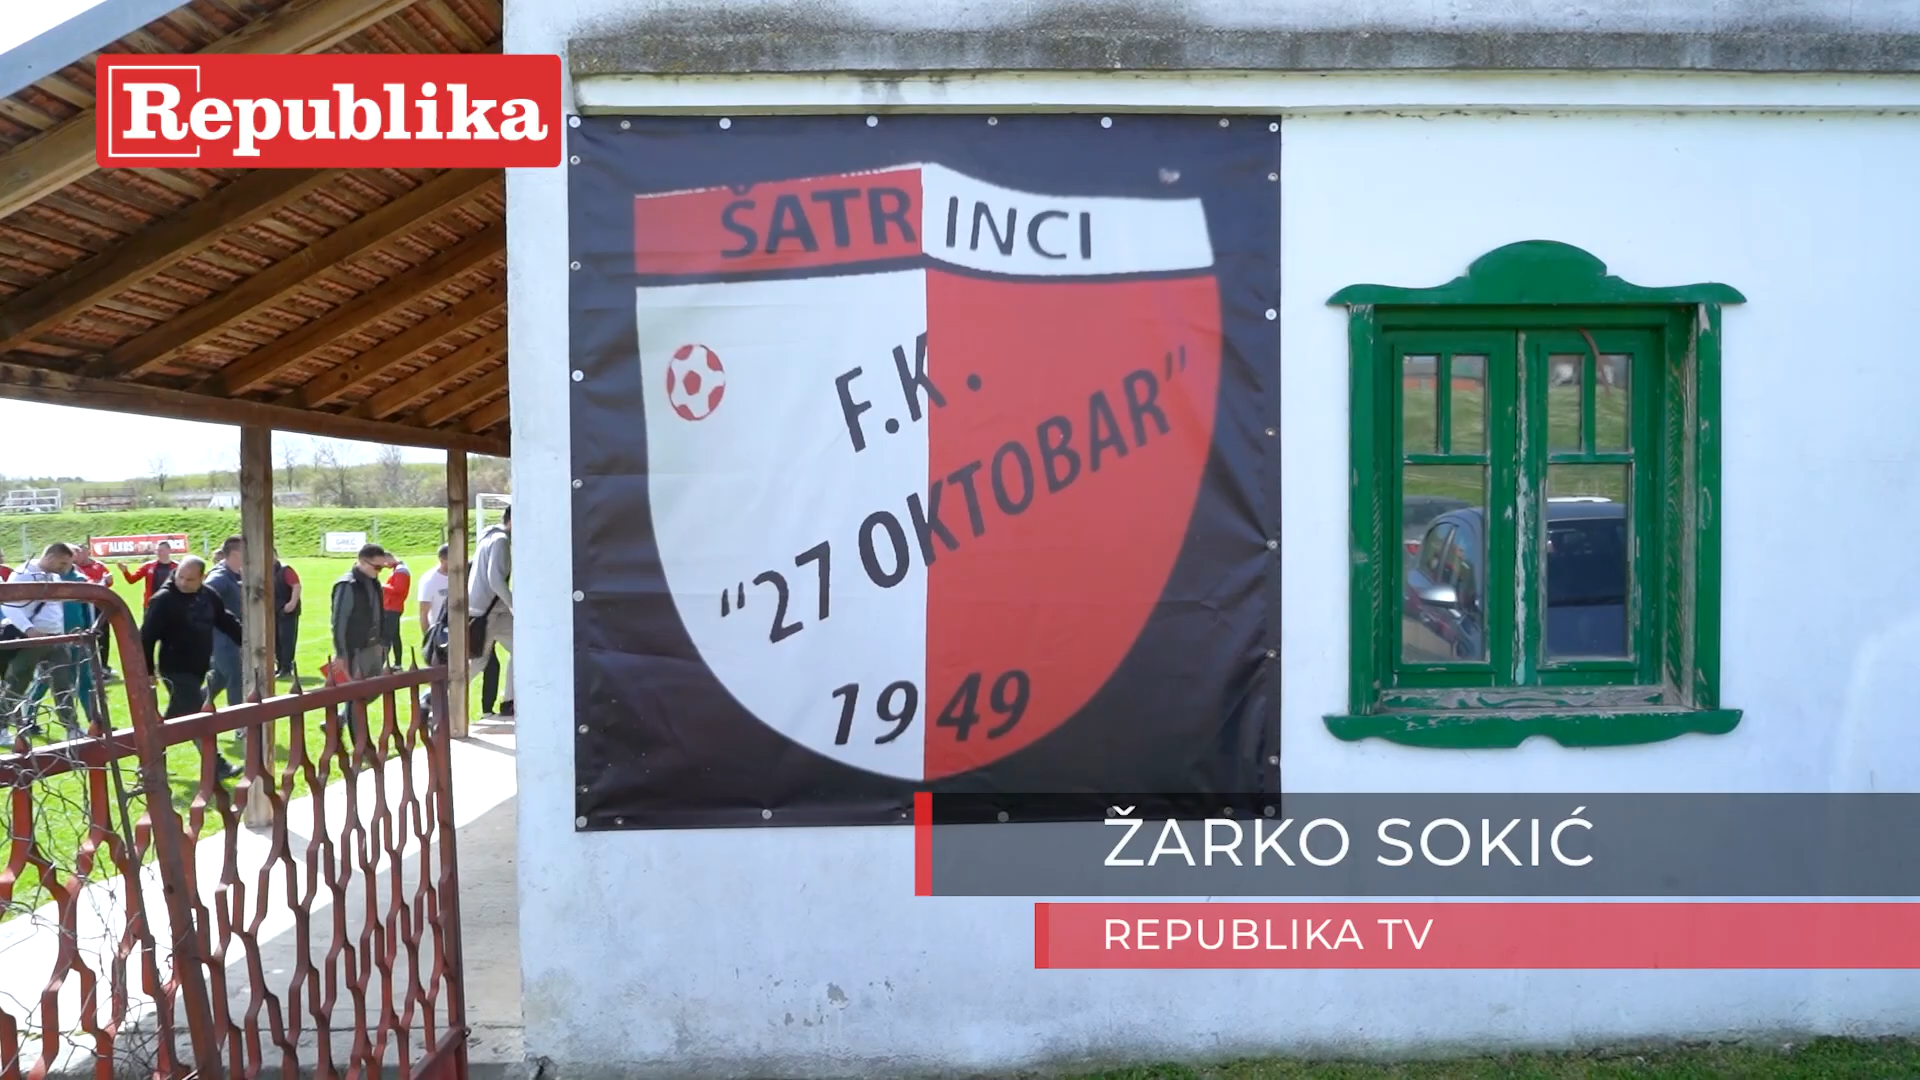 Republika
ŠATRINCI
F.K.
"27 OKTOBAR"
1949
ŽARKO SOKIĆ
REPUBLIKA TV